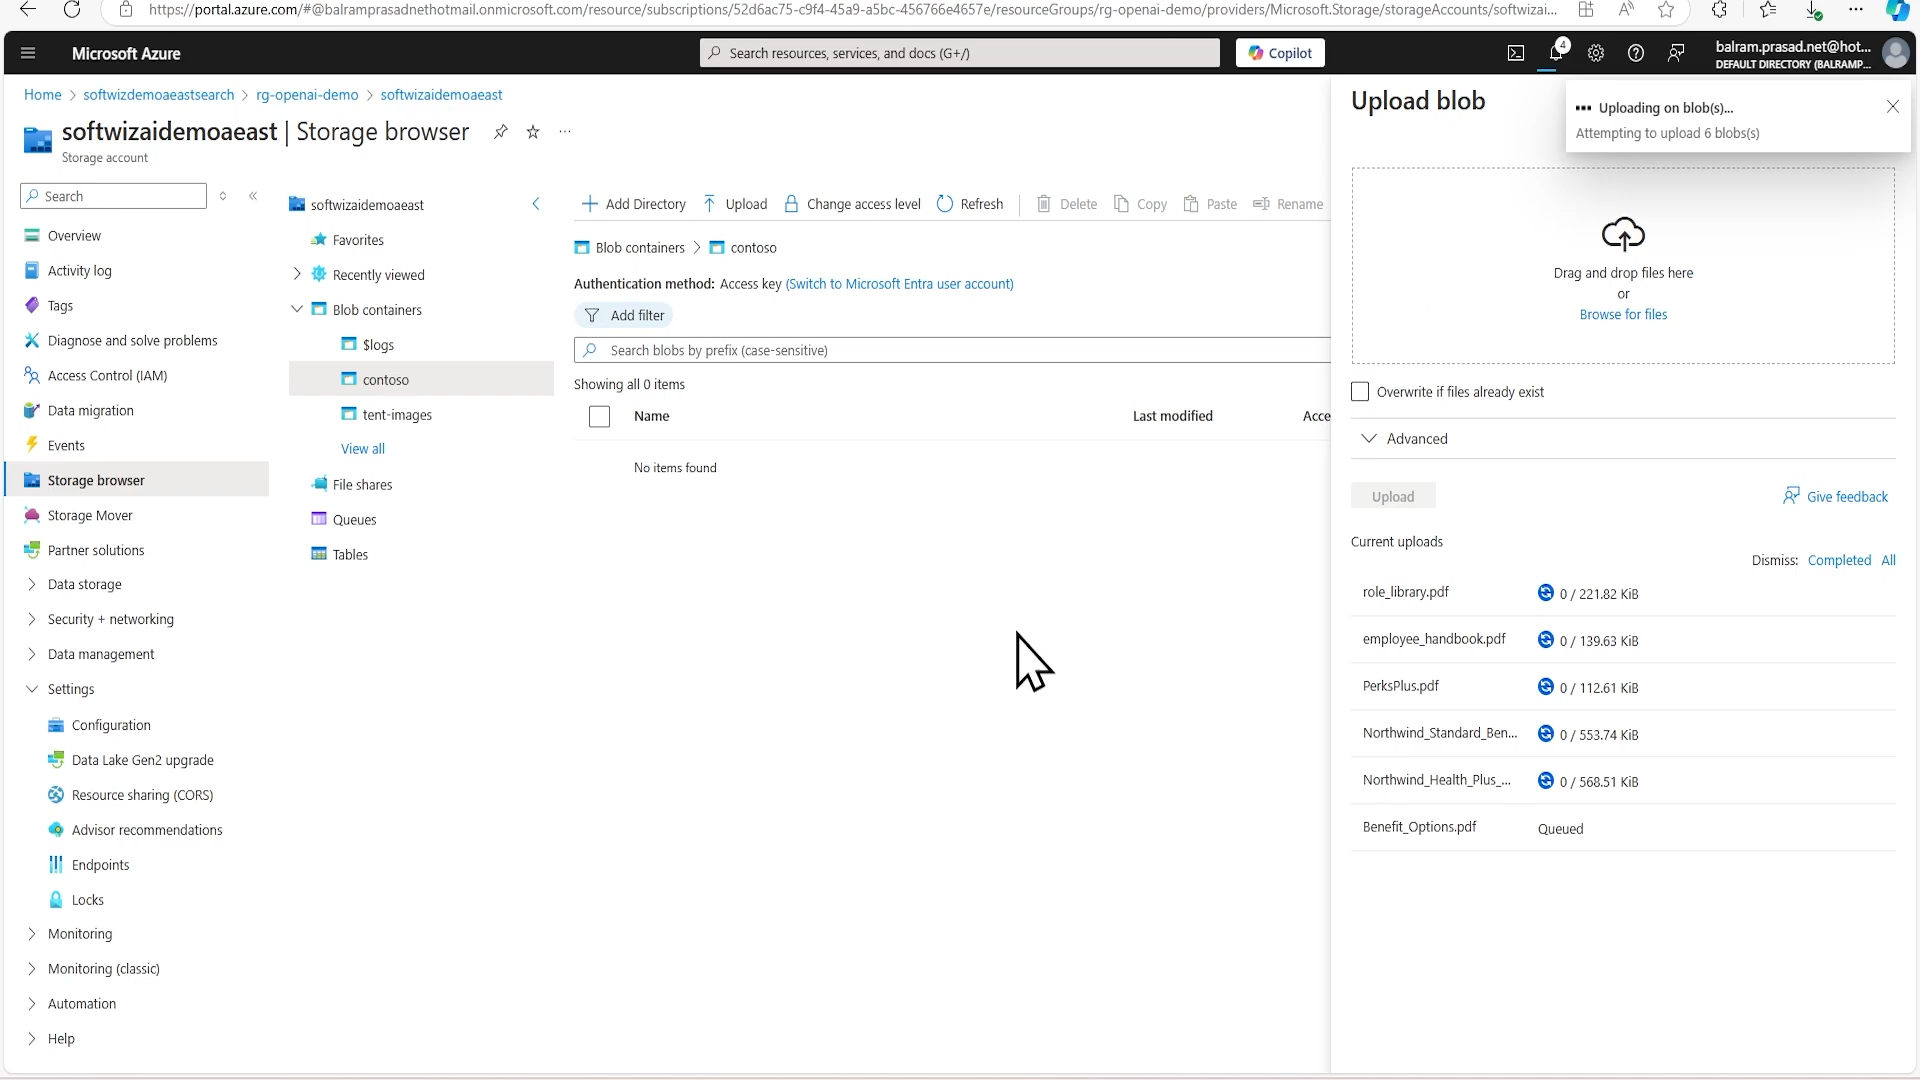 https://portal.azure.com/#@balramprasadnethotmail.onmicrosoft.com/resource/subscriptions/52d6ac75-c9f4-45a9-a5bc-456766e4657e/resourceGroups/rg-openai-demo/providers/Microsoft.Storage/storageAccounts/softwizai...
Microsoft Azure
Search resources, services, and docs (G+/)
Copilot
4
balram.prasad.net@hot...
DEFAULT DIRECTORY (BALRAMP...
Home > softwizdemoaeastsearch > rg-openai-demo > softwizaidemoaeast
softwizaidemoaeast | Storage browser
Storage account
Search
Overview
Activity log
Tags
Diagnose and solve problems
Access Control (IAM)
Data migration
Events
Storage browser
Storage Mover
Partner solutions
Data storage
Security + networking
Data management
Settings
Configuration
Data Lake Gen2 upgrade
Resource sharing (CORS)
Advisor recommendations
Endpoints
Locks
Monitoring
Monitoring (classic)
Automation
Help
softwizaidemoaeast
Favorites
Recently viewed
Blob containers
$logs
contoso
tent-images
View all
File shares
Queues
Tables
Add Directory
Upload
Change access level
Refresh
Delete
Copy
Paste
Rename
Blob containers > contoso
Authentication method: Access key (Switch to Microsoft Entra user account)
Add filter
Search blobs by prefix (case-sensitive)
Showing all 0 items
Name
Last modified
Acce
No items found
Upload blob
Uploading on blob(s)...
Attempting to upload 6 blobs(s)
Drag and drop files here
or
Browse for files
Overwrite if files already exist
Advanced
Upload
Give feedback
Current uploads
Dismiss: Completed All
role_library.pdf 0 / 221.82 KiB
employee_handbook.pdf 0 / 139.63 KiB
PerksPlus.pdf 0 / 112.61 KiB
Northwind_Standard_Ben... 0 / 553.74 KiB
Northwind_Health_Plus_... 0 / 568.51 KiB
Benefit_Options.pdf Queued